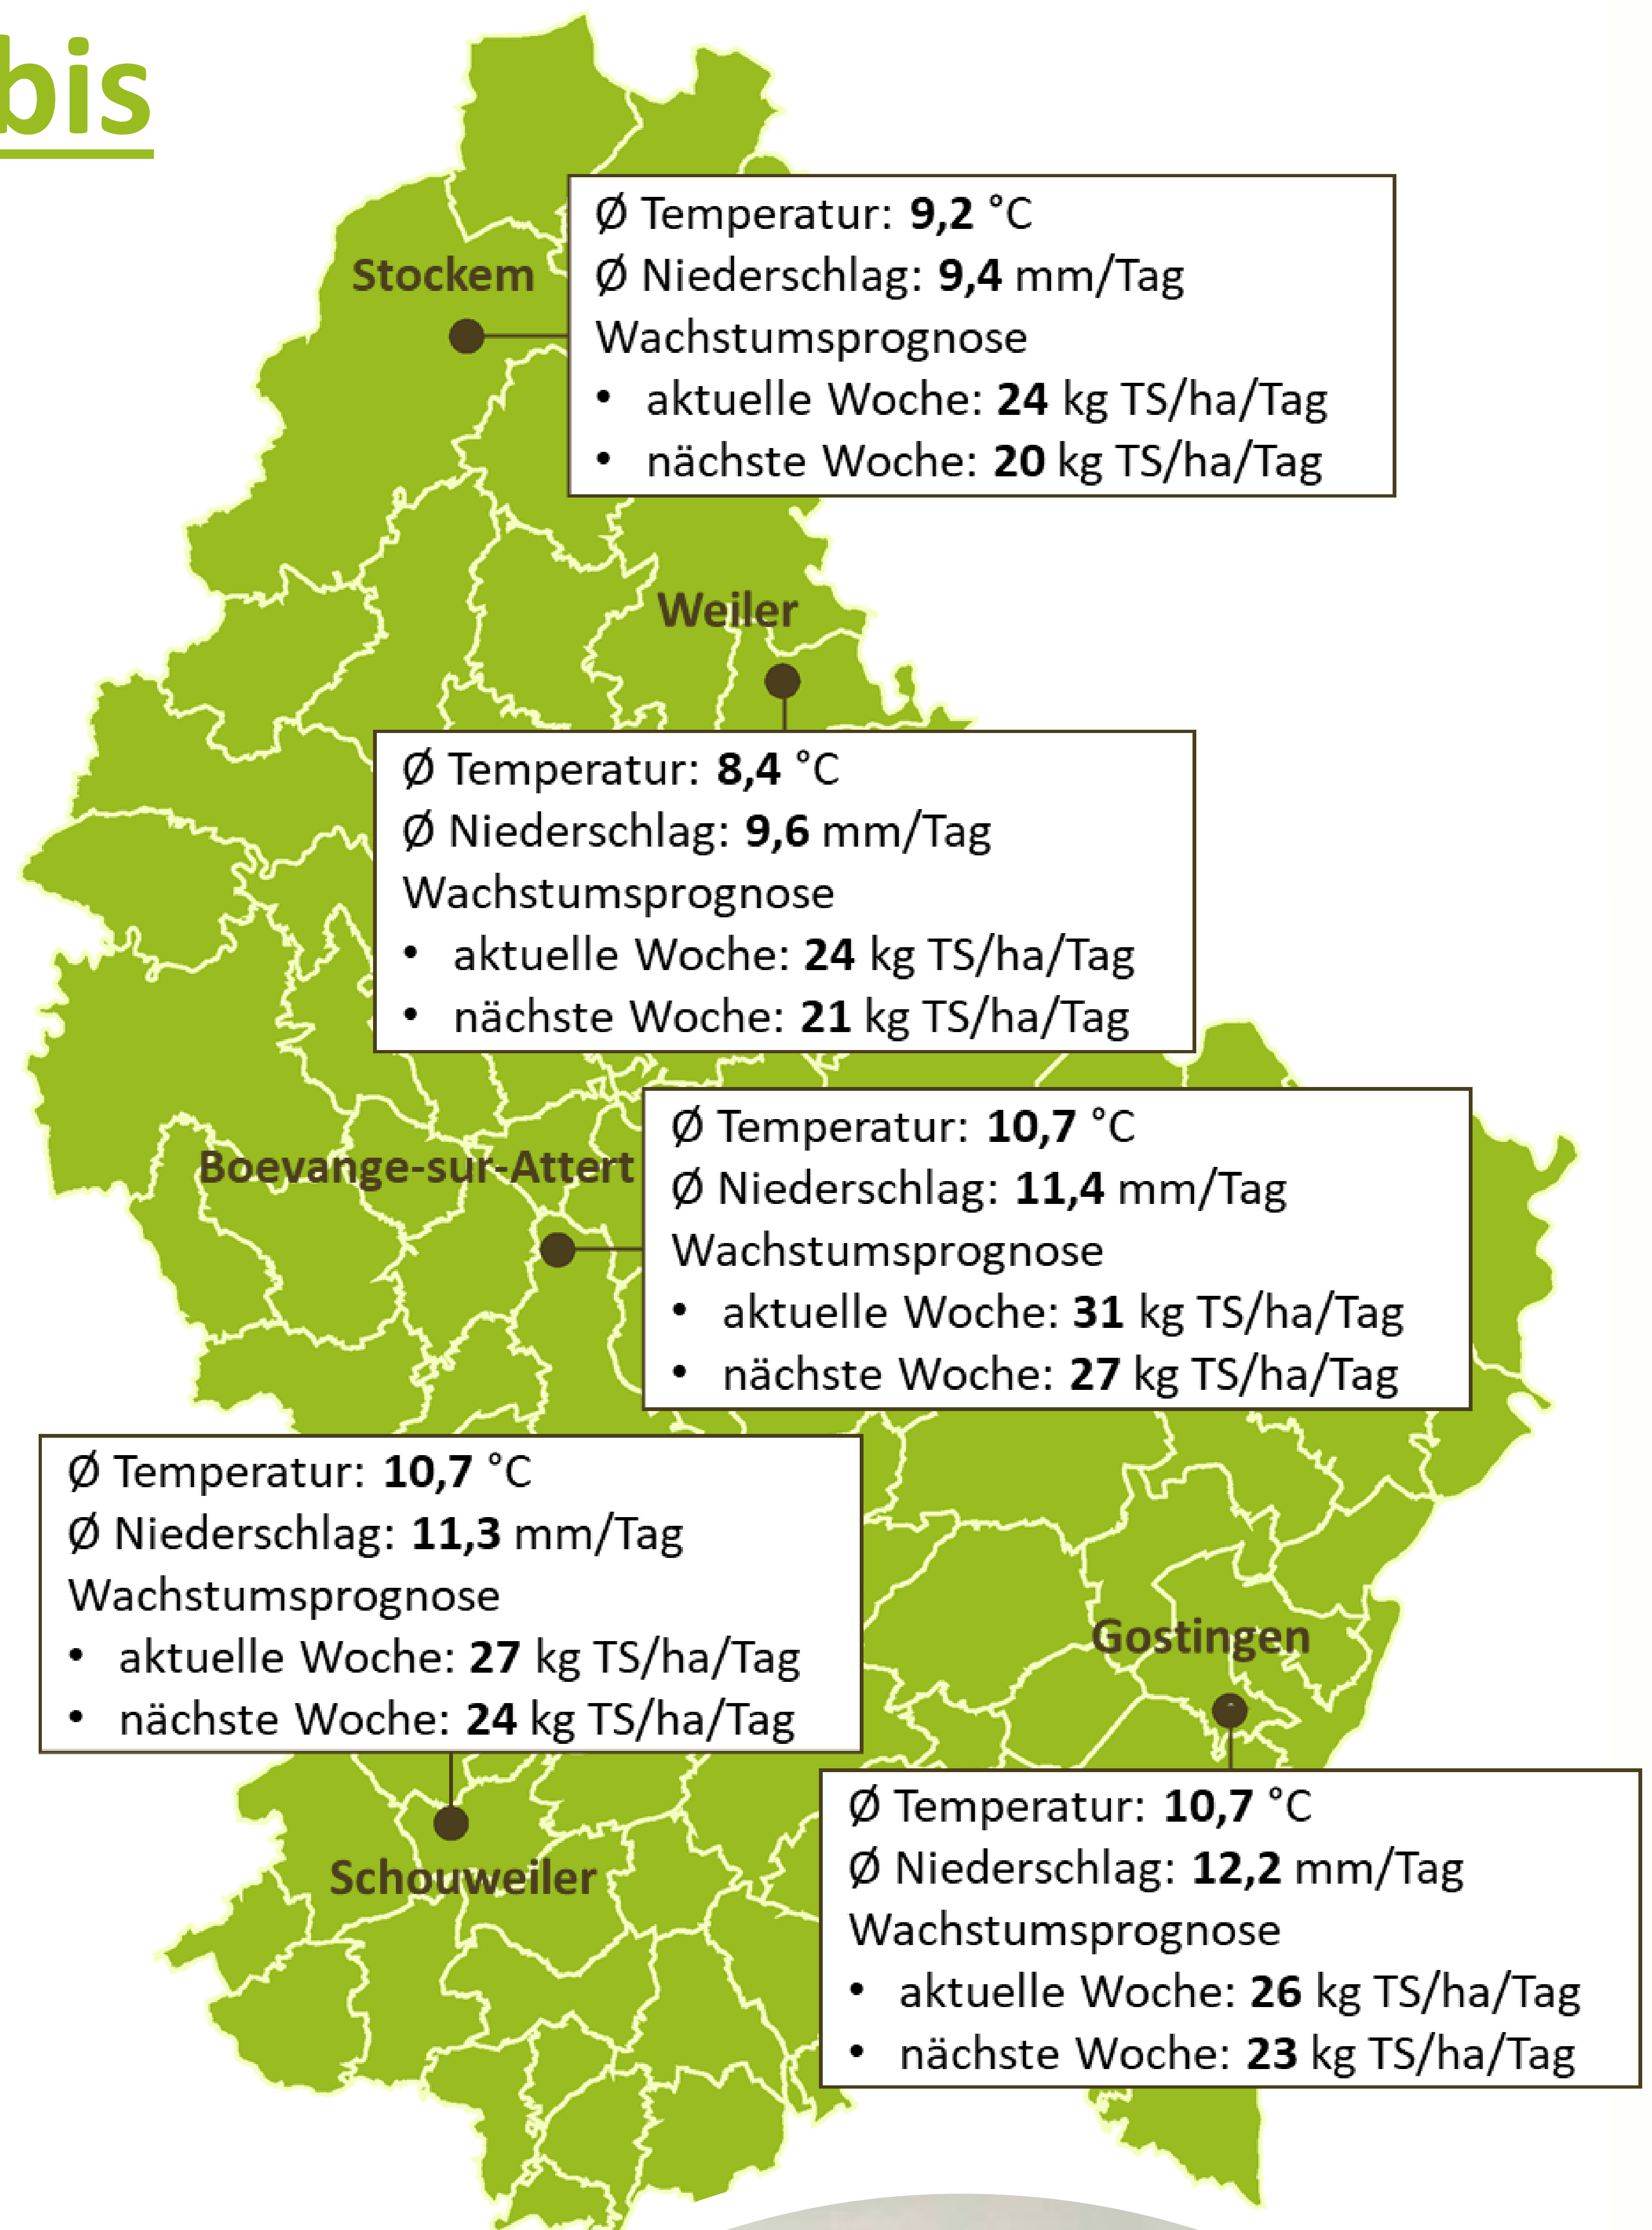 bis
Stockem
Ø Temperatur: 9,2 °C
Ø Niederschlag: 9,4 mm/Tag
Wachstumsprognose
• aktuelle Woche: 24 kg TS/ha/Tag
• nächste Woche: 20 kg TS/ha/Tag
Weiler
Ø Temperatur: 8,4 °C
Ø Niederschlag: 9,6 mm/Tag
Wachstumsprognose
• aktuelle Woche: 24 kg TS/ha/Tag
• nächste Woche: 21 kg TS/ha/Tag
Boevange-sur-Attert
Ø Temperatur: 10,7 °C
Ø Niederschlag: 11,4 mm/Tag
Wachstumsprognose
• aktuelle Woche: 31 kg TS/ha/Tag
• nächste Woche: 27 kg TS/ha/Tag
Ø Temperatur: 10,7 °C
Ø Niederschlag: 11,3 mm/Tag
Wachstumsprognose
• aktuelle Woche: 27 kg TS/ha/Tag
• nächste Woche: 24 kg TS/ha/Tag
Schouweiler
Gostingen
Ø Temperatur: 10,7 °C
Ø Niederschlag: 12,2 mm/Tag
Wachstumsprognose
• aktuelle Woche: 26 kg TS/ha/Tag
• nächste Woche: 23 kg TS/ha/Tag